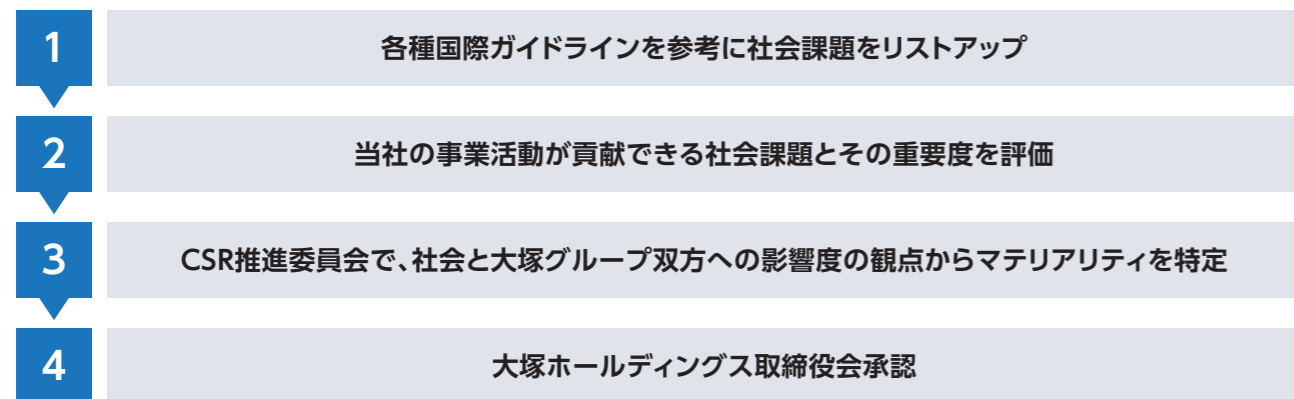 1
各種国際ガイドラインを参考に社会課題をリストアップ
2
当社の事業活動が貢献できる社会課題とその重要度を評価
3
CSR推進委員会で、社会と大塚グループ双方への影響度の観点からマテリアリティを特定
4
大塚ホールディングス取締役会承認